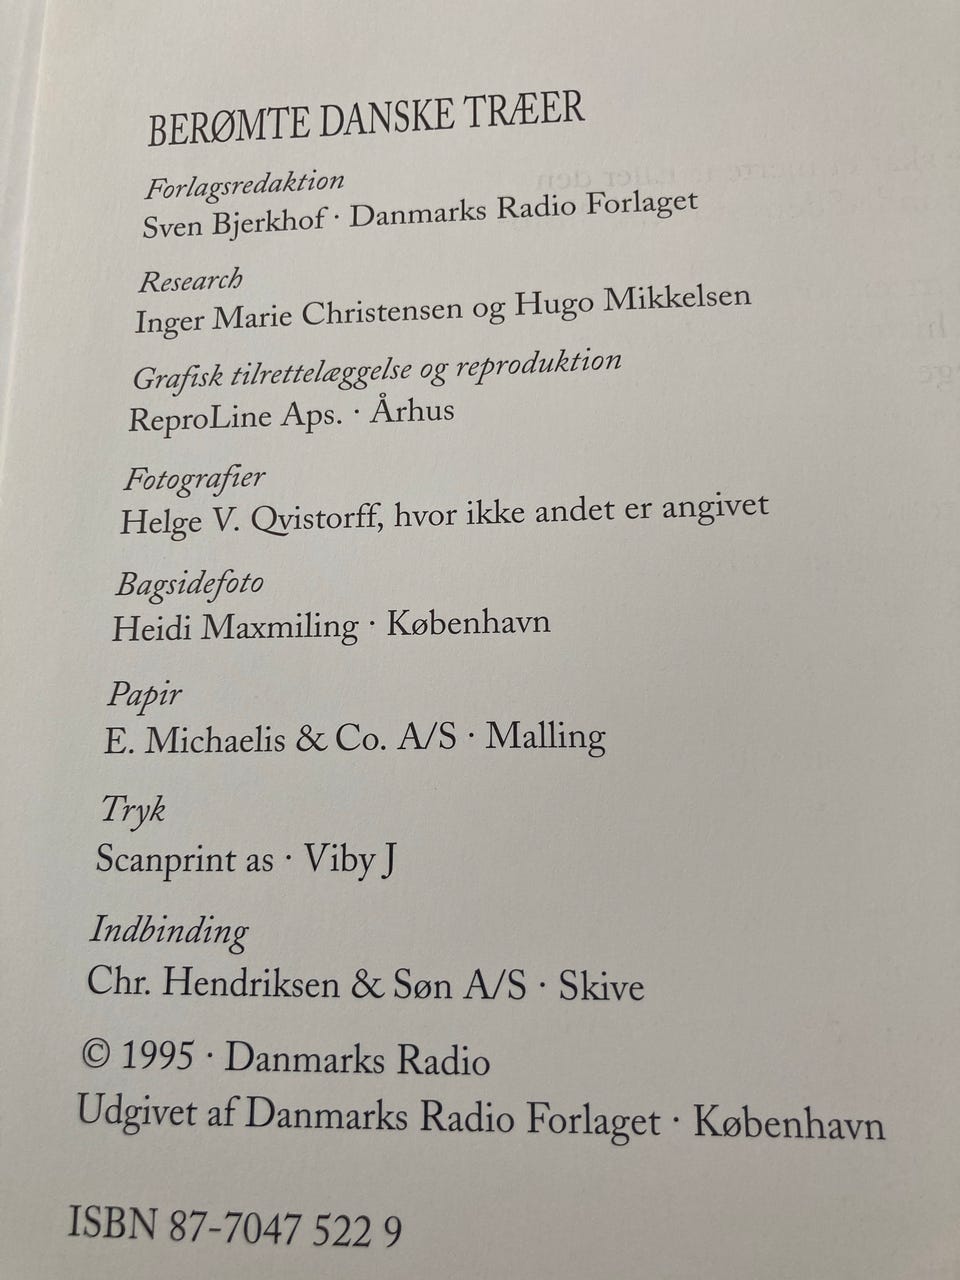 BERØMTE DANSKE TRÆER
Forlagsredaktion
Sven Bjerkhof · Danmarks Radio Forlaget
Research
Inger Marie Christensen og Hugo Mikkelsen
Grafisk tilrettelæggelse og reproduktion
ReproLine Aps. · Århus
Fotografier
Helge V. Qvistorff, hvor ikke andet er angivet
Bagsidefoto
Heidi Maxmiling · København
Papir
E. Michaelis & Co. A/S · Malling
Tryk
Scanprint as · Viby J
Indbinding
Chr. Hendriksen & Søn A/S · Skive
© 1995 · Danmarks Radio
Udgivet af Danmarks Radio Forlaget · København
ISBN 87-7047 522 9